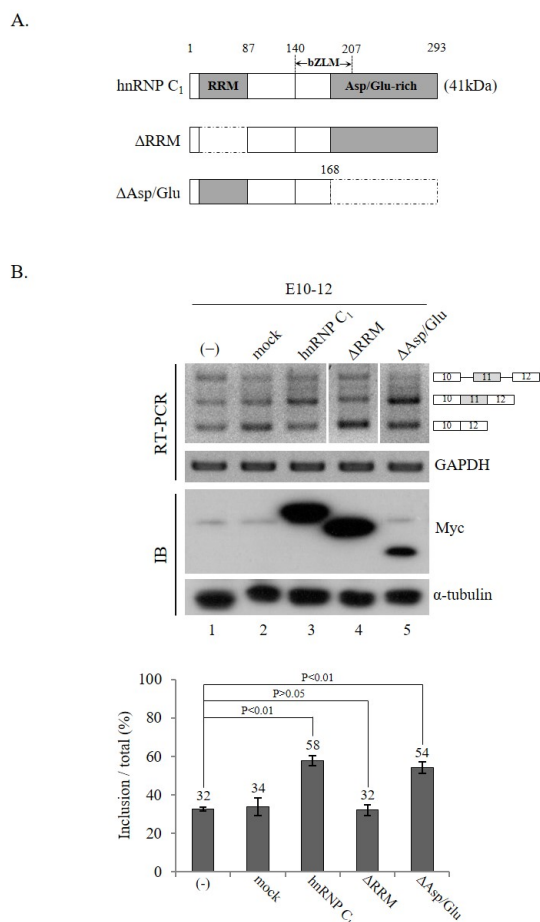 A.
1 87 140 207 293
bZLM
hnRNP C₁ RRM Asp/Glu-rich (41kDa)
ΔRRM
168
ΔAsp/Glu
B.
E10-12
(−) mock hnRNP C₁ ΔRRM ΔAsp/Glu
RT-PCR
10 11 12
10 11 12
10 12
GAPDH
IB
Myc
α-tubulin
1 2 3 4 5
Inclusion / total (%)
100
80
60
40
20
0
P<0.01
P>0.05
P<0.01
32 34 58 32 54
(-) mock hnRNP C₁ ΔRRM ΔAsp/Glu